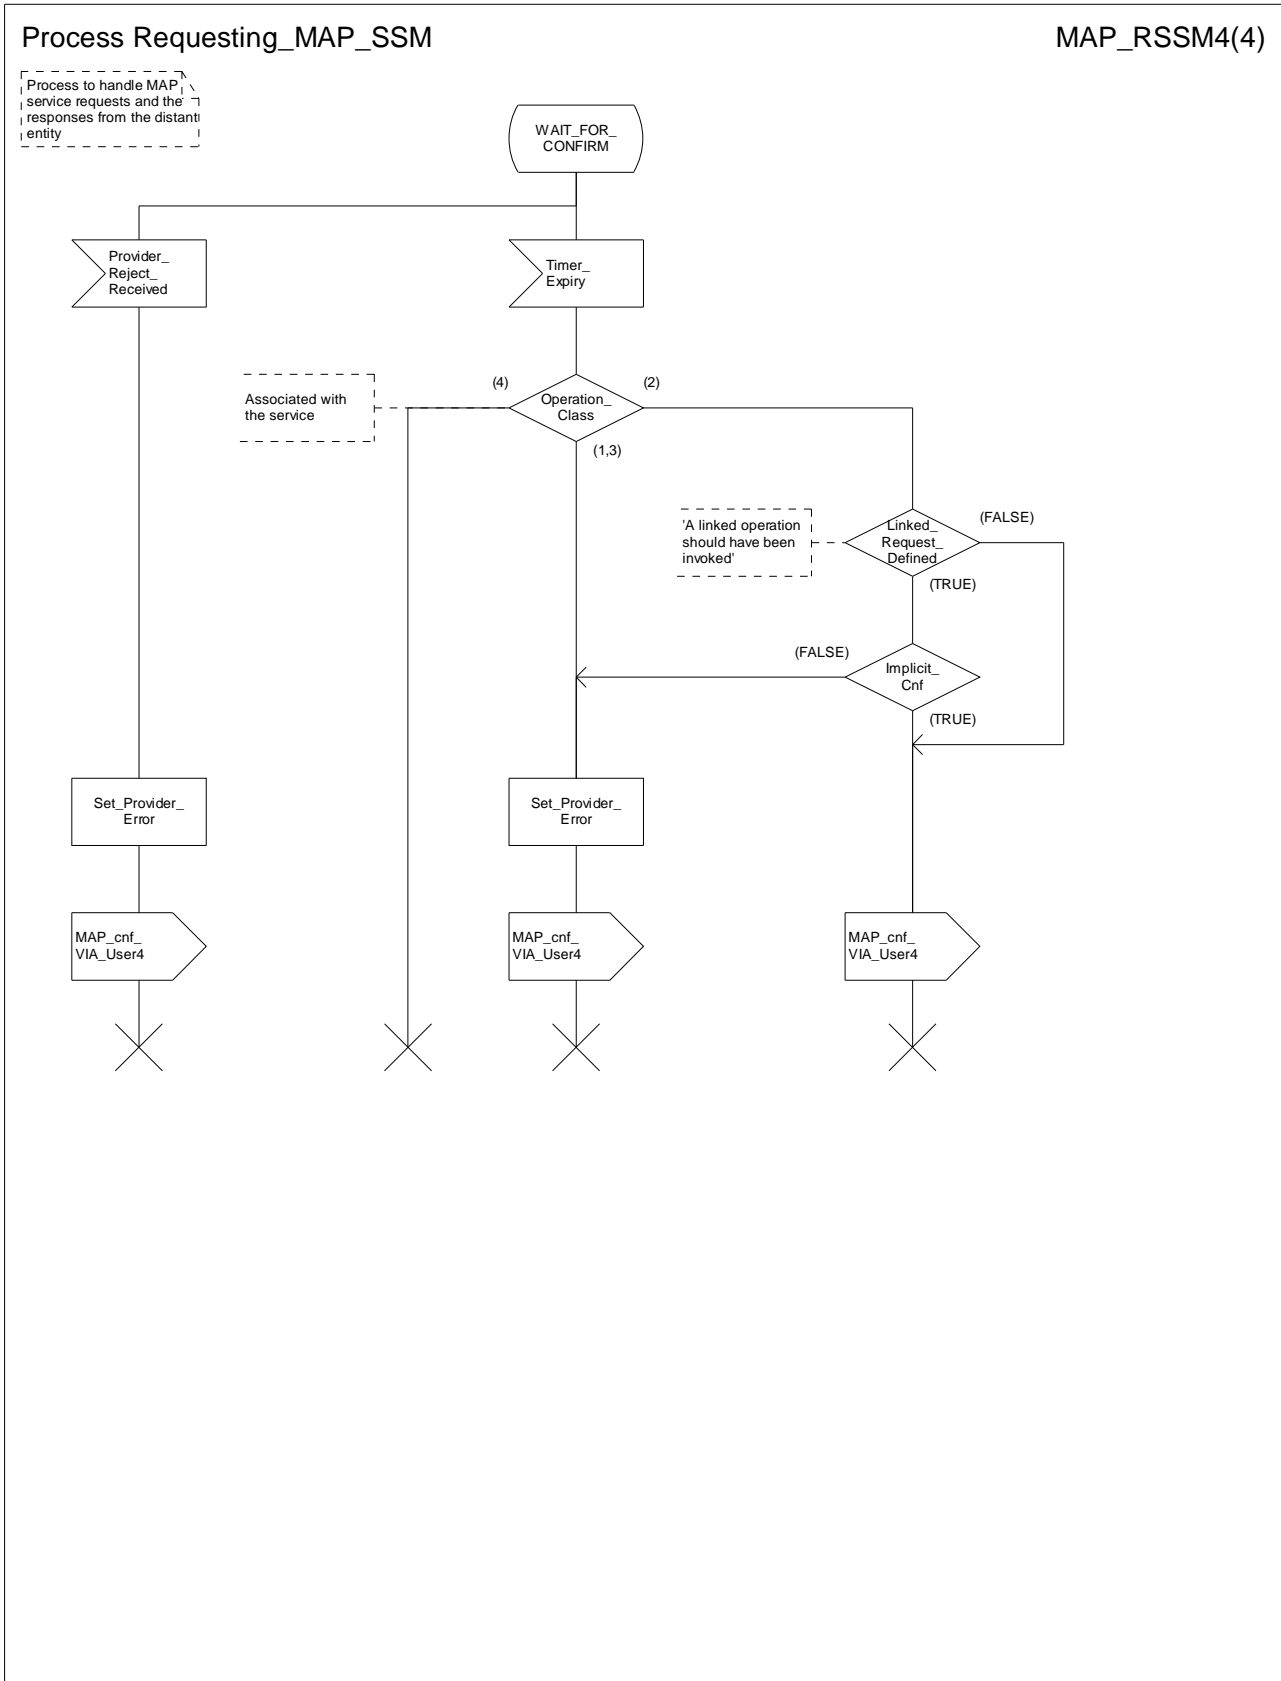 Process Requesting_MAP_SSM
MAP_RSSM4(4)
Process to handle MAP
service requests and the
responses from the distant
entity
WAIT_FOR_
CONFIRM
Provider_
Reject_
Received
Timer_
Expiry
Associated with
the service
(4)
Operation_
Class
(2)
(1,3)
'A linked operation
should have been
invoked'
Linked_
Request_
Defined
(FALSE)
(TRUE)
(FALSE)
Implicit_
Cnf
(TRUE)
Set_Provider_
Error
Set_Provider_
Error
MAP_cnf_
VIA_User4
MAP_cnf_
VIA_User4
MAP_cnf_
VIA_User4